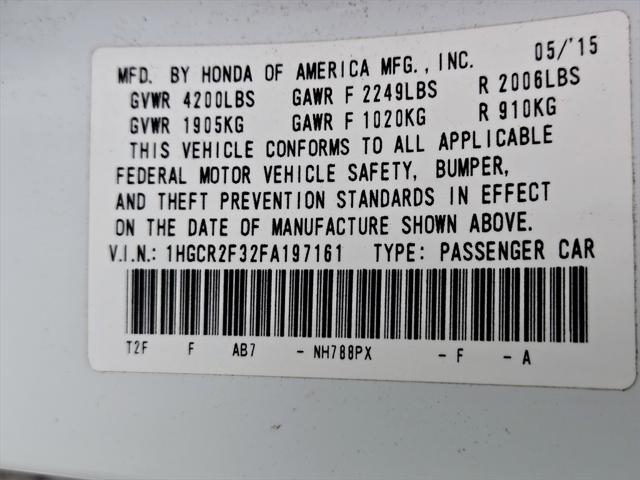 MFD. BY HONDA OF AMERICA MFG., INC. 05/'15
GVWR 4200LBS GAWR F 2249LBS R 2006LBS
GVWR 1905KG GAWR F 1020KG R 910KG
THIS VEHICLE CONFORMS TO ALL APPLICABLE
FEDERAL MOTOR VEHICLE SAFETY, BUMPER,
AND THEFT PREVENTION STANDARDS IN EFFECT
ON THE DATE OF MANUFACTURE SHOWN ABOVE.
V.I.N.: 1HGCR2F32FA197161 TYPE: PASSENGER CAR
T2F F AB7 - NH788PX - F - A